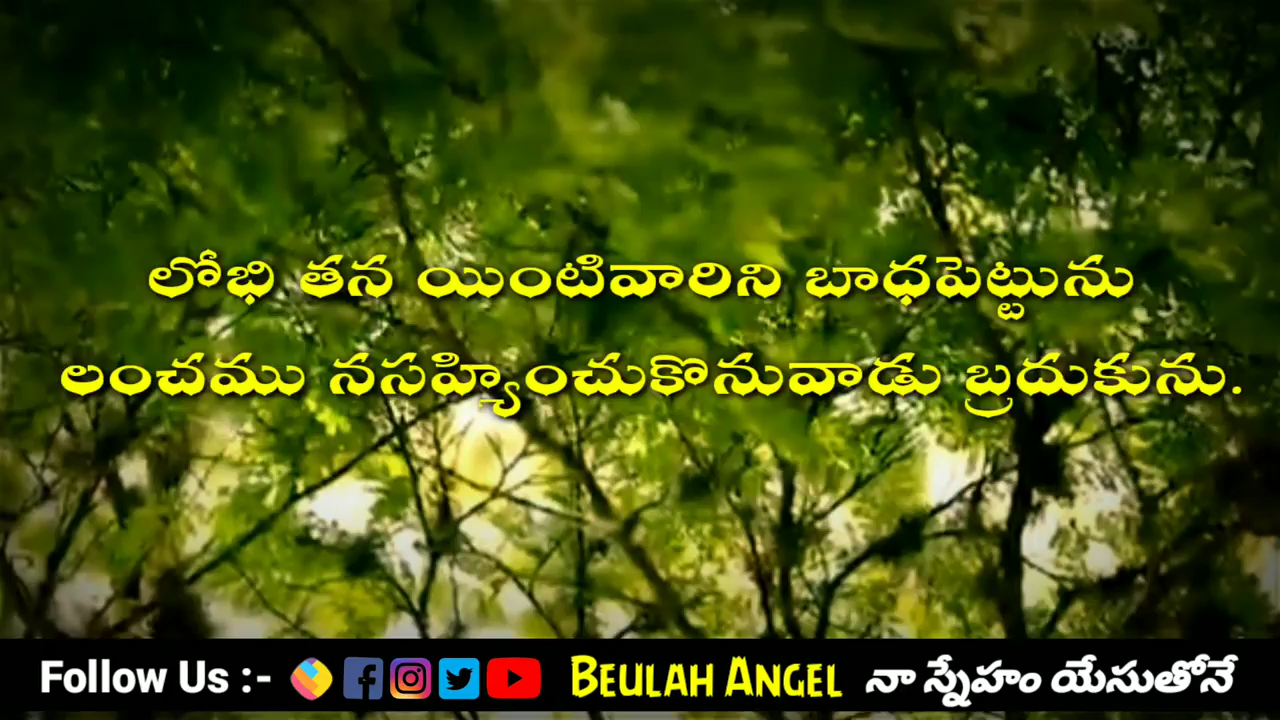 లోభి తన యింటివారిని బాధపెట్టును
లంచము నసహ్యించుకొనువాడు బ్రదుకును.
Follow Us :- BEULAH ANGEL నా స్నేహం యేసుతోనే